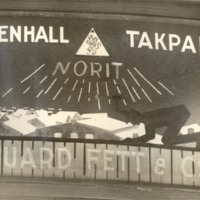 ENHALL TAKPA
NORIT
UARD FETT & C